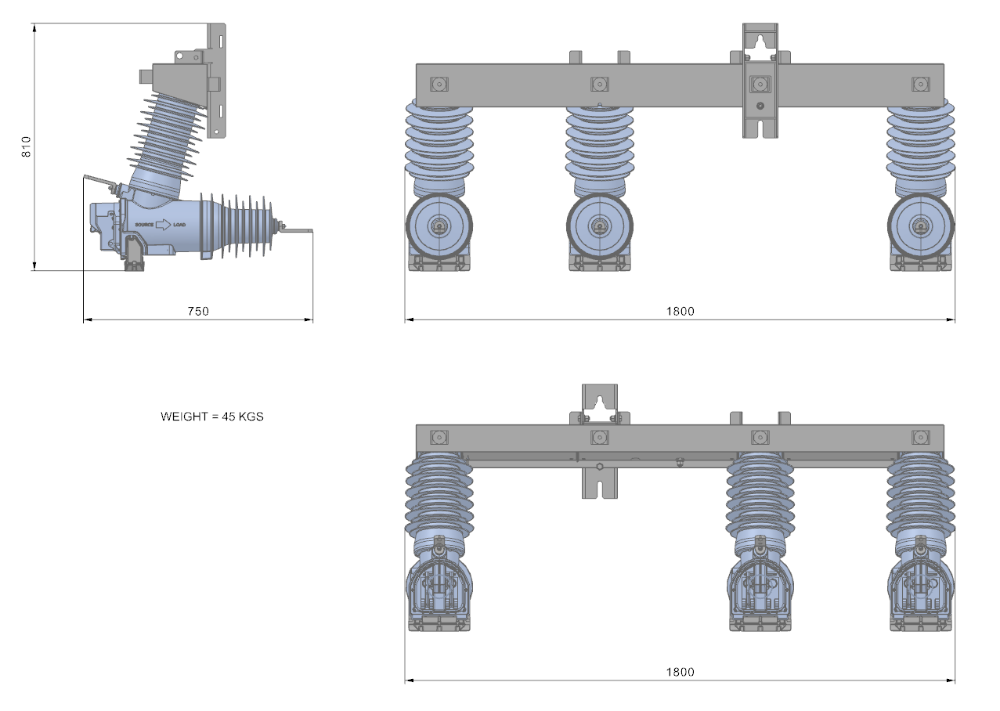 810
SOURCE LOAD
750
1800
WEIGHT = 45 KGS
1800